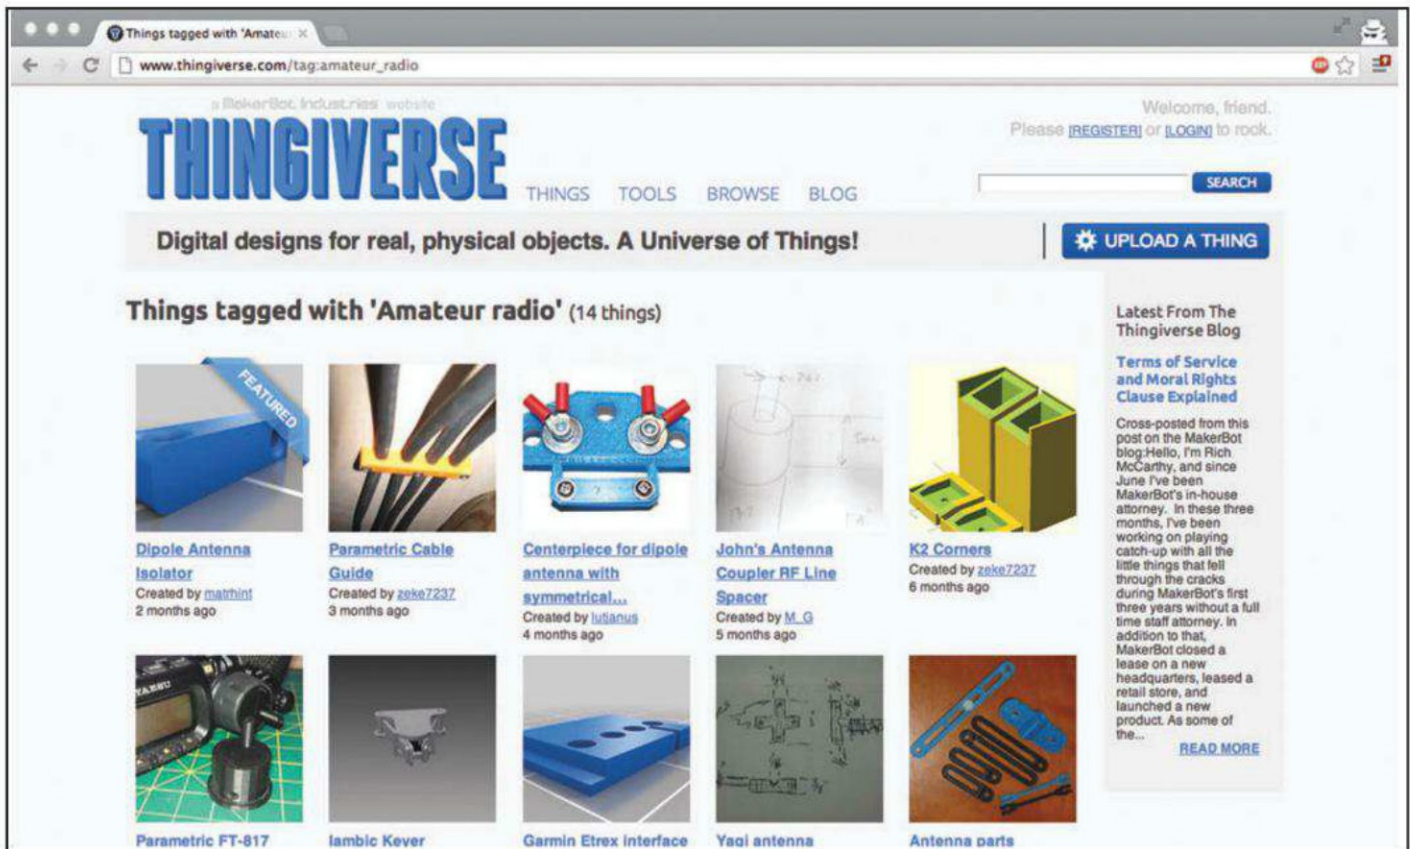 Things tagged with 'Amateu
www.thingiverse.com/tag:amateur_radio
a MakerBot Industries website
THINGIVERSE
THINGS TOOLS BROWSE BLOG
Welcome, friend.
Please [REGISTER] or [LOGIN] to rock.
SEARCH
Digital designs for real, physical objects. A Universe of Things!
UPLOAD A THING
Things tagged with 'Amateur radio' (14 things)
FEATURED
Dipole Antenna
Isolator
Created by
2 months ago
Parametric Cable
Guide
Created by zeke7237
3 months ago
Centerpiece for dipole
antenna with
symmetrical...
Created by lutianus
4 months ago
John's Antenna
Coupler RF Line
Spacer
Created by M_G
5 months ago
K2 Corners
Created by zeke7237
6 months ago
YAESU
Parametric FT-817
Iambic Keyer
Garmin Etrex interface
Yagi antenna
Antenna parts
Latest From The
Thingiverse Blog
Terms of Service
and Moral Rights
Clause Explained
Cross-posted from this
post on the MakerBot
blog:Hello, I'm Rich
McCarthy, and since
June I've been
MakerBot's in-house
attorney. In these three
months, I've been
working on playing
catch-up with all the
little things that fell
through the cracks
during MakerBot's first
three years without a full
time staff attorney. In
addition to that,
MakerBot closed a
lease on a new
headquarters, leased a
retail store, and
launched a new
product. As some of
the...
READ MORE